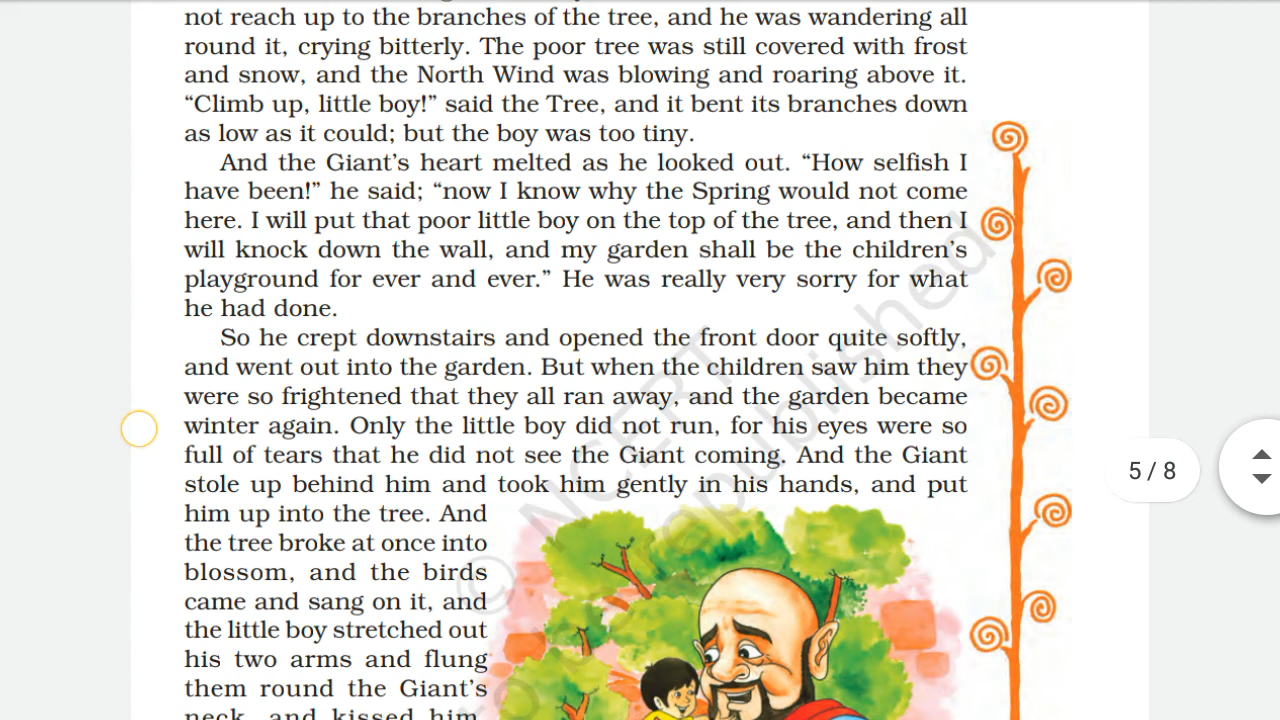 not reach up to the branches of the tree, and he was wandering all
round it, crying bitterly. The poor tree was still covered with frost
and snow, and the North Wind was blowing and roaring above it.
“Climb up, little boy!” said the Tree, and it bent its branches down
as low as it could; but the boy was too tiny.
And the Giant’s heart melted as he looked out. “How selfish I
have been!” he said; “now I know why the Spring would not come
here. I will put that poor little boy on the top of the tree, and then I
will knock down the wall, and my garden shall be the children’s
playground for ever and ever.” He was really very sorry for what
he had done.
So he crept downstairs and opened the front door quite softly,
and went out into the garden. But when the children saw him they
were so frightened that they all ran away, and the garden became
winter again. Only the little boy did not run, for his eyes were so
full of tears that he did not see the Giant coming. And the Giant
stole up behind him and took him gently in his hands, and put
him up into the tree. And
the tree broke at once into
blossom, and the birds
came and sang on it, and
the little boy stretched out
his two arms and flung
them round the Giant’s
neck, and kissed him.
5 / 8
© NCERT
republished